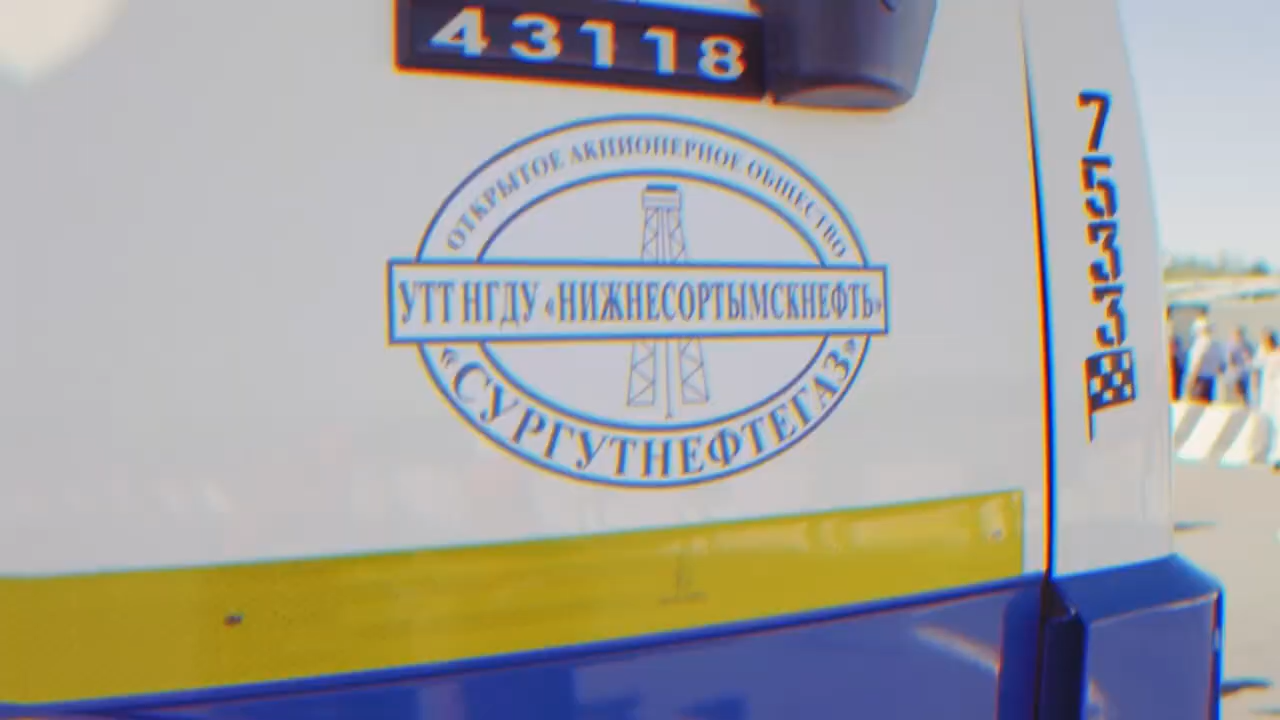 43118
ОТКРЫТОЕ АКЦИОНЕРНОЕ ОБЩЕСТВО
УТТ НГДУ «НИЖНЕСОРТЫМСКНЕФТЬ»
«СУРГУТНЕФТЕГАЗ»